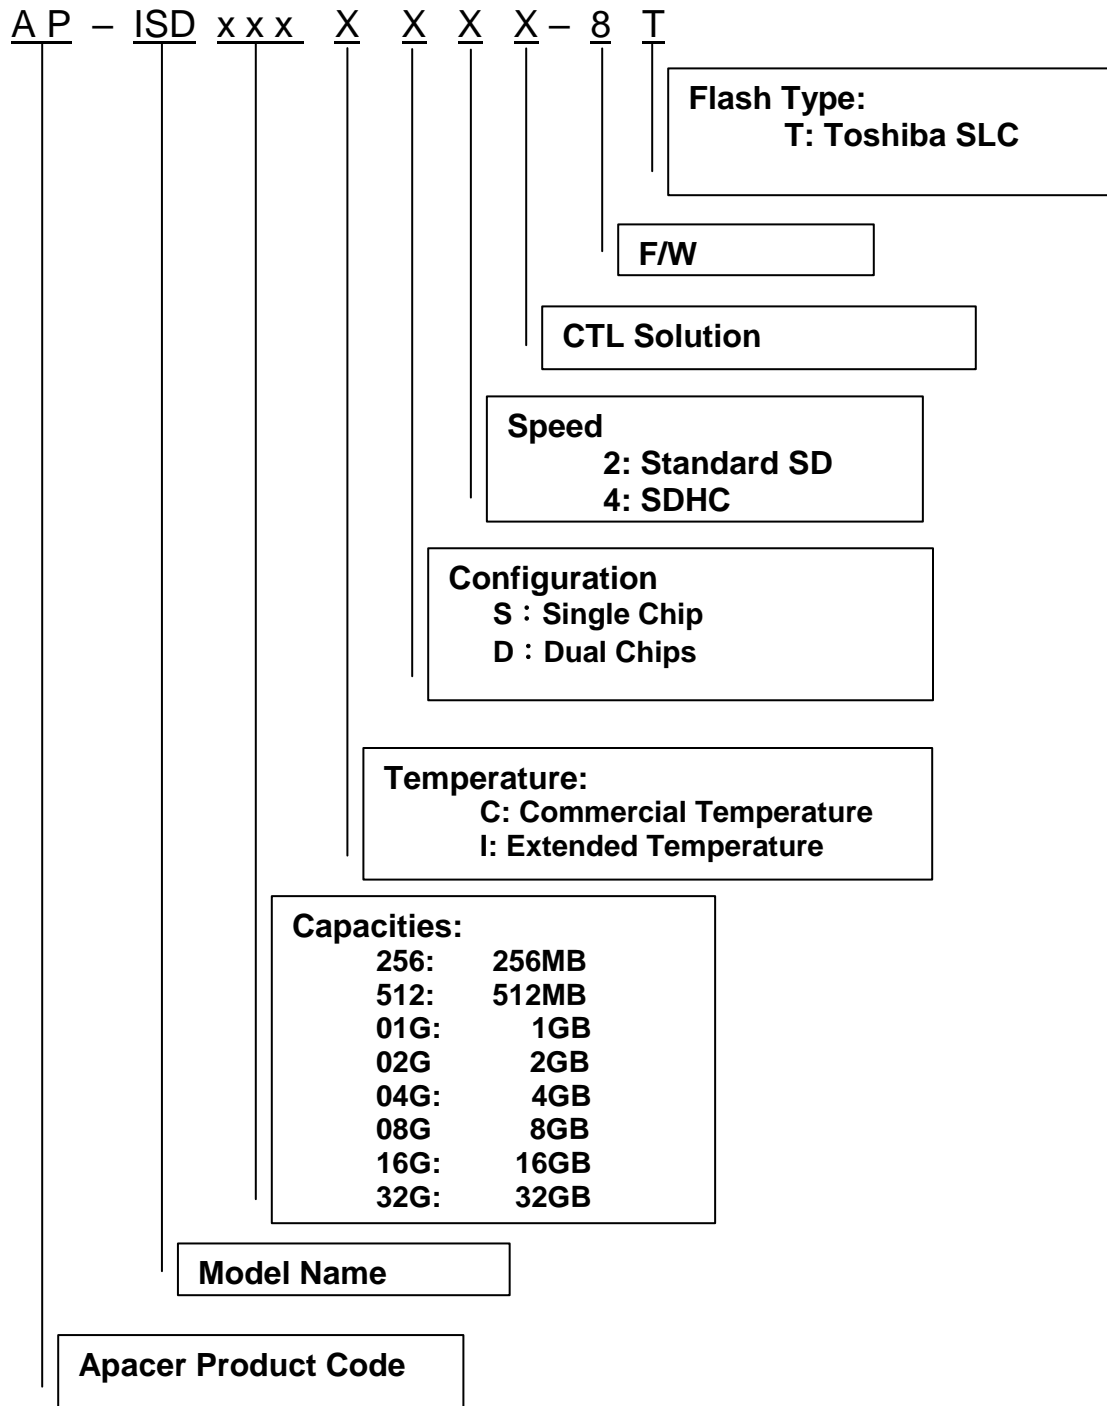 A P – ISD x x x X X X X – 8 T
Flash Type:
T: Toshiba SLC
F/W
CTL Solution
Speed
2: Standard SD
4: SDHC
Configuration
S：Single Chip
D：Dual Chips
Temperature:
C: Commercial Temperature
I: Extended Temperature
Capacities:
256: 256MB
512: 512MB
01G: 1GB
02G 2GB
04G: 4GB
08G 8GB
16G: 16GB
32G: 32GB
Model Name
Apacer Product Code